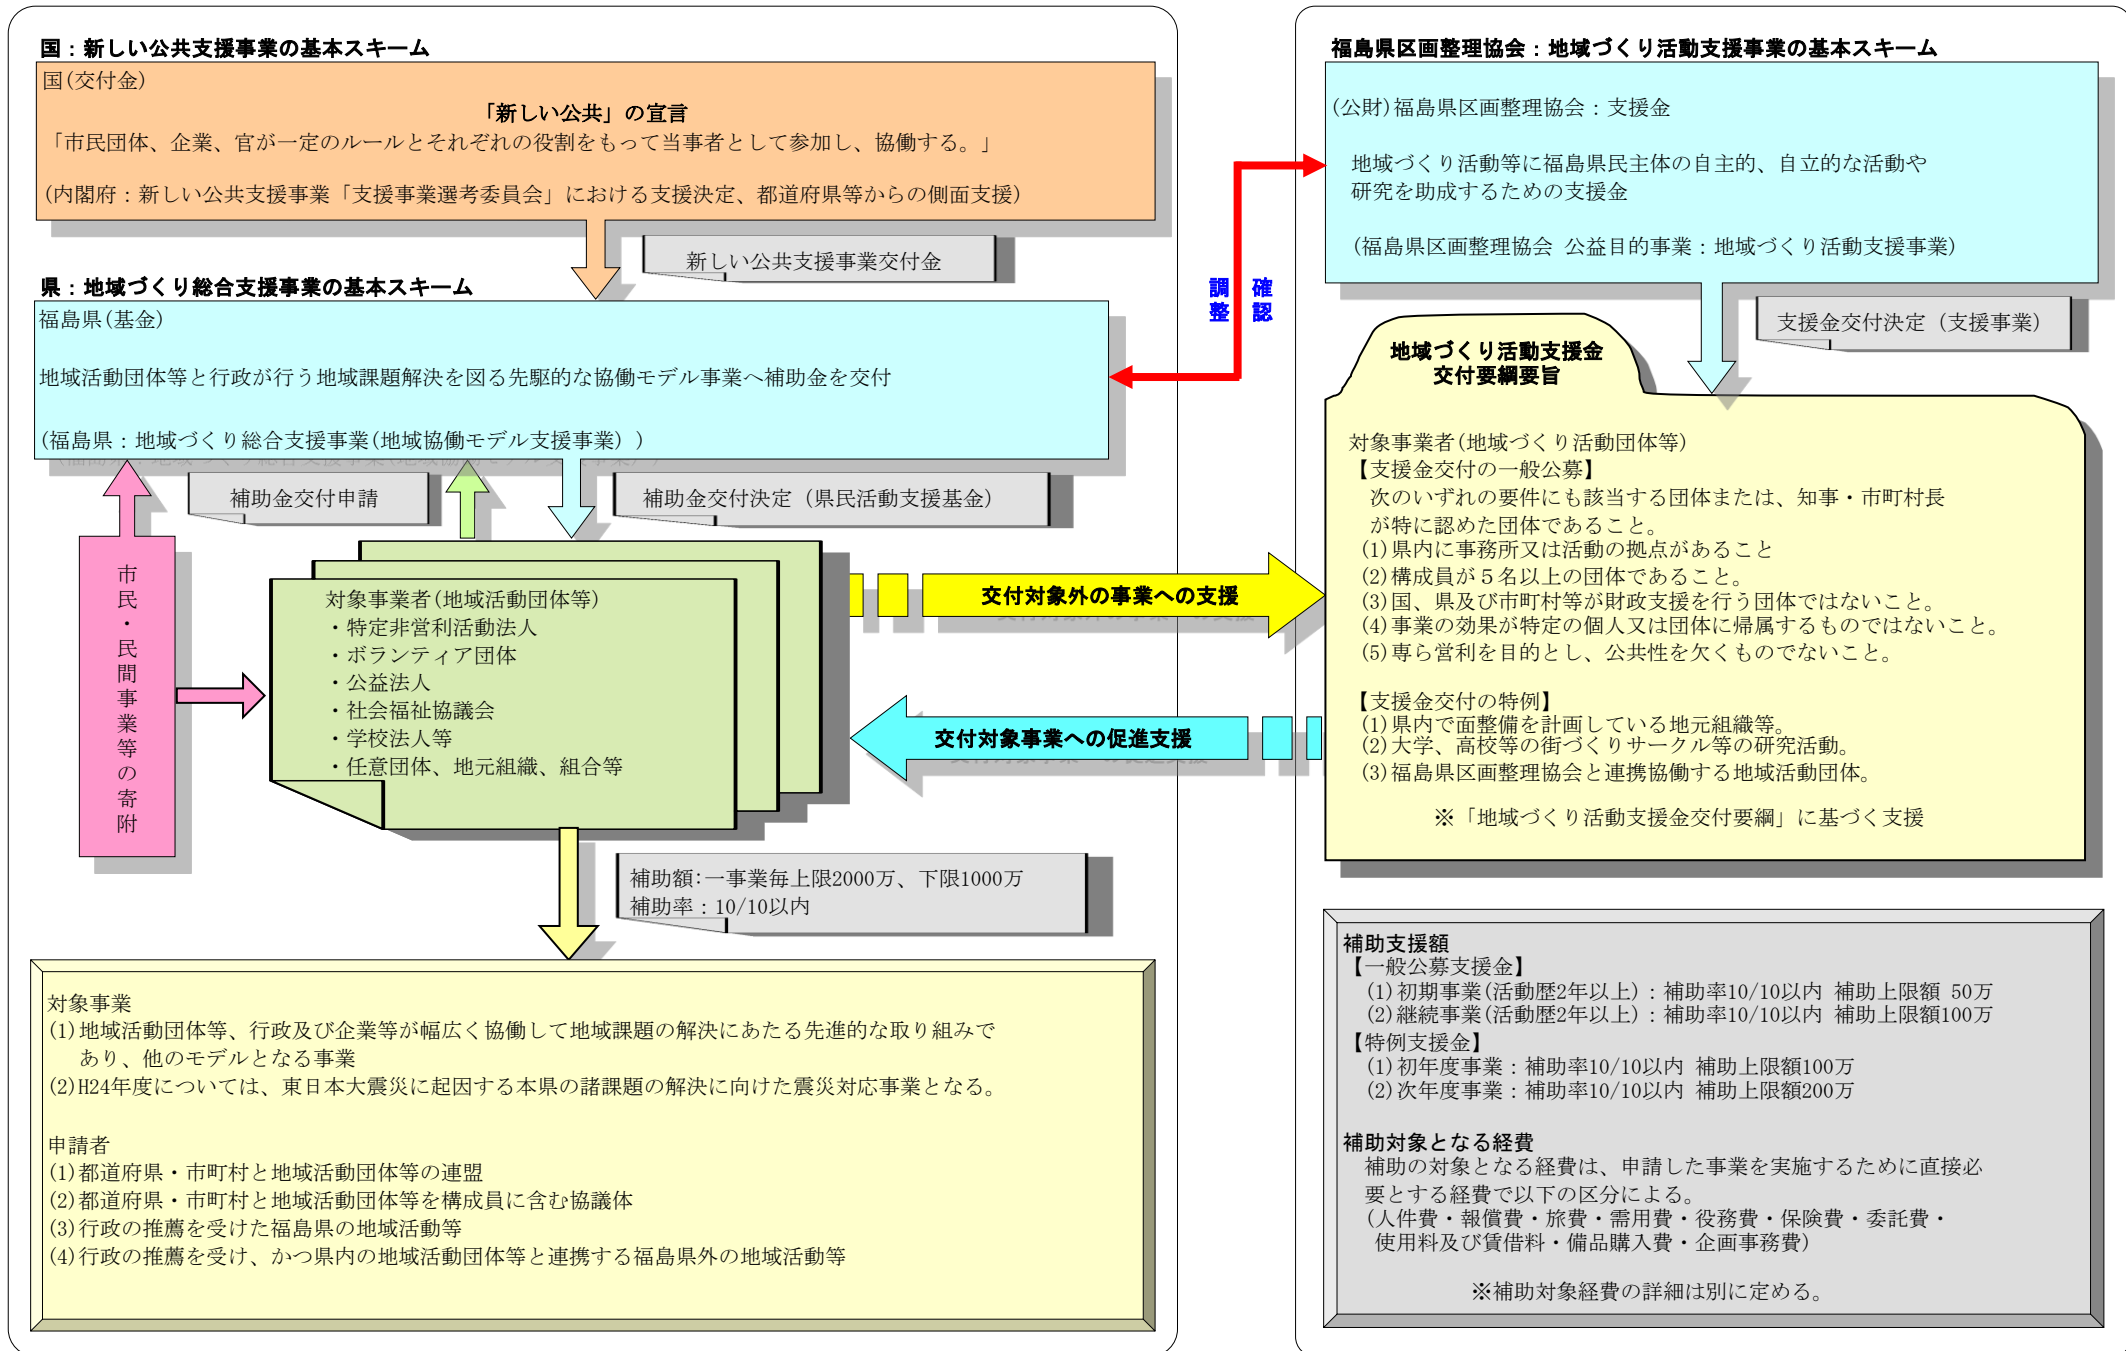 国：新しい公共支援事業の基本スキーム
国(交付金)
「新しい公共」の宣言
「市民団体、企業、官が一定のルールとそれぞれの役割をもって当事者として参加し、協働する。」
(内閣府：新しい公共支援事業「支援事業選考委員会」における支援決定、都道府県等からの側面支援)
新しい公共支援事業交付金
県：地域づくり総合支援事業の基本スキーム
福島県(基金)
地域活動団体等と行政が行う地域課題解決を図る先駆的な協働モデル事業へ補助金を交付
(福島県：地域づくり総合支援事業(地域協働モデル支援事業) )
補助金交付申請
補助金交付決定（県民活動支援基金）
市民・民間事業等の寄附
対象事業者(地域活動団体等)
・特定非営利活動法人
・ボランティア団体
・公益法人
・社会福祉協議会
・学校法人等
・任意団体、地元組織、組合等
補助額:一事業毎上限2000万、下限1000万
補助率：10/10以内
対象事業
(1)地域活動団体等、行政及び企業等が幅広く協働して地域課題の解決にあたる先進的な取り組みで
あり、他のモデルとなる事業
(2)H24年度については、東日本大震災に起因する本県の諸課題の解決に向けた震災対応事業となる。
申請者
(1)都道府県・市町村と地域活動団体等の連盟
(2)都道府県・市町村と地域活動団体等を構成員に含む協議体
(3)行政の推薦を受けた福島県の地域活動等
(4)行政の推薦を受け、かつ県内の地域活動団体等と連携する福島県外の地域活動等
調整
確認
交付対象外の事業への支援
交付対象事業への促進支援
福島県区画整理協会：地域づくり活動支援事業の基本スキーム
(公財)福島県区画整理協会：支援金
地域づくり活動等に福島県民主体の自主的、自立的な活動や
研究を助成するための支援金
(福島県区画整理協会 公益目的事業：地域づくり活動支援事業)
支援金交付決定（支援事業）
地域づくり活動支援金
交付要綱要旨
対象事業者(地域づくり活動団体等)
【支援金交付の一般公募】
次のいずれの要件にも該当する団体または、知事・市町村長
が特に認めた団体であること。
(1)県内に事務所又は活動の拠点があること
(2)構成員が５名以上の団体であること。
(3)国、県及び市町村等が財政支援を行う団体ではないこと。
(4)事業の効果が特定の個人又は団体に帰属するものではないこと。
(5)専ら営利を目的とし、公共性を欠くものでないこと。
【支援金交付の特例】
(1)県内で面整備を計画している地元組織等。
(2)大学、高校等の街づくりサークル等の研究活動。
(3)福島県区画整理協会と連携協働する地域活動団体。
※「地域づくり活動支援金交付要綱」に基づく支援
補助支援額
【一般公募支援金】
(1)初期事業(活動歴2年以上)：補助率10/10以内 補助上限額 50万
(2)継続事業(活動歴2年以上)：補助率10/10以内 補助上限額100万
【特例支援金】
(1)初年度事業：補助率10/10以内 補助上限額100万
(2)次年度事業：補助率10/10以内 補助上限額200万
補助対象となる経費
補助の対象となる経費は、申請した事業を実施するために直接必
要とする経費で以下の区分による。
(人件費・報償費・旅費・需用費・役務費・保険費・委託費・
使用料及び賃借料・備品購入費・企画事務費)
※補助対象経費の詳細は別に定める。